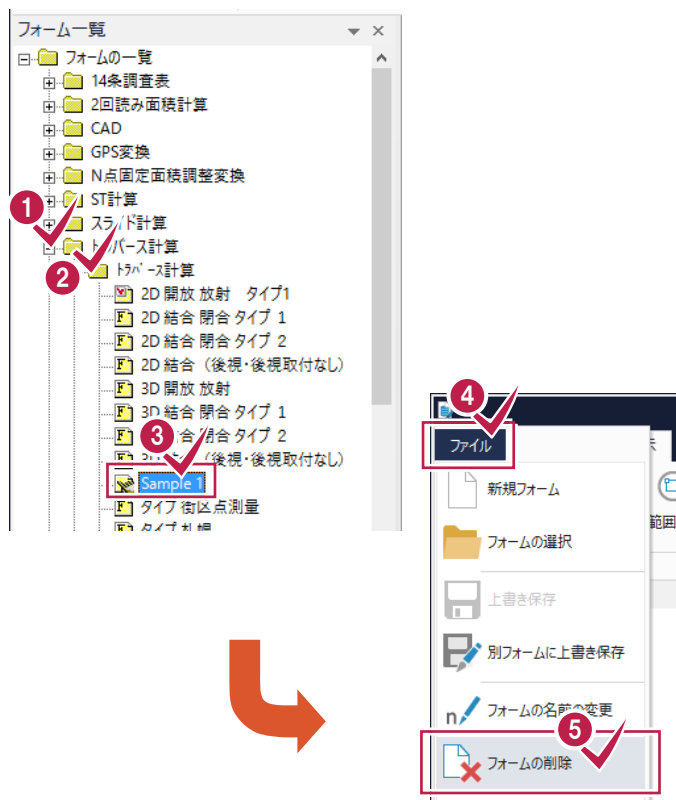 フォーム一覧
フォームの一覧
14条調査表
2回読み面積計算
CAD
GPS変換
N点固定面積調整変換
ST計算
1
スライド計算
トラバース計算
2
トラバース計算
2D 開放 放射 タイプ1
2D 結合 閉合 タイプ 1
2D 結合 閉合 タイプ 2
2D 結合 (後視・後視取付なし)
3D 開放 放射
3D 結合 閉合 タイプ 1
合 閉合 タイプ 2
3
(後視・後視取付なし)
Sample 1
タイプ 街区点測量
タイプ 札幌
4
ファイル
新規フォーム
範囲
フォームの選択
上書き保存
別フォームに上書き保存
フォームの名前の変更
5
フォームの削除